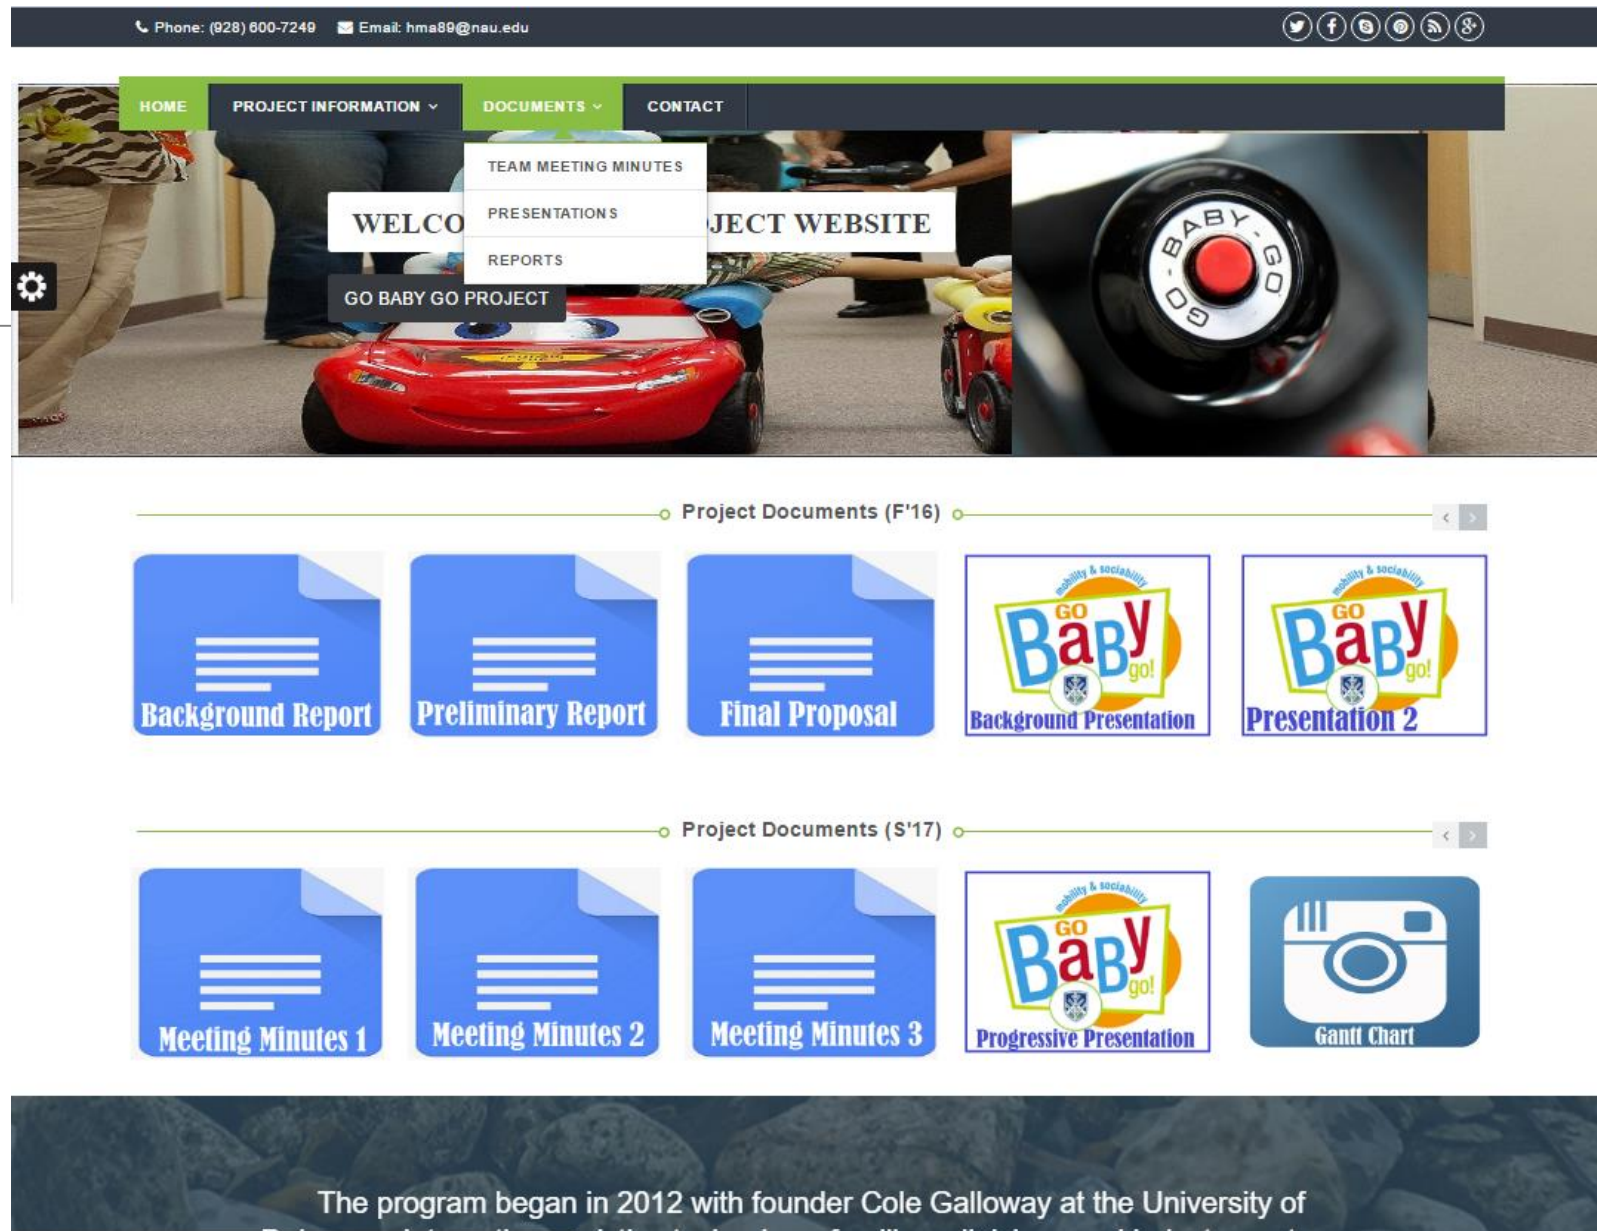 Phone: (928) 600-7249 Email: hma89@nau.edu
HOME PROJECT INFORMATION DOCUMENTS CONTACT
TEAM MEETING MINUTES
PRESENTATIONS
REPORTS
WELCO JECT WEBSITE
GO BABY GO PROJECT
GO - BABY - GO
Project Documents (F'16)
Background Report
Preliminary Report
Final Proposal
mobility & sociability
GO
BaBy
go!
Background Presentation
mobility & sociability
GO
BaBy
go!
Presentation 2
Project Documents (S'17)
Meeting Minutes 1
Meeting Minutes 2
Meeting Minutes 3
mobility & sociability
GO
BaBy
go!
Progressive Presentation
Gantt Chart
The program began in 2012 with founder Cole Galloway at the University of